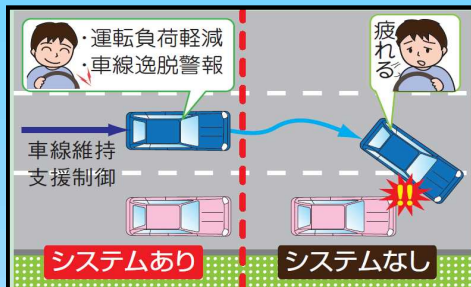 ・運転負荷軽減
・車線逸脱警報
疲れる
車線維持
支援制御
!!
システムあり
システムなし